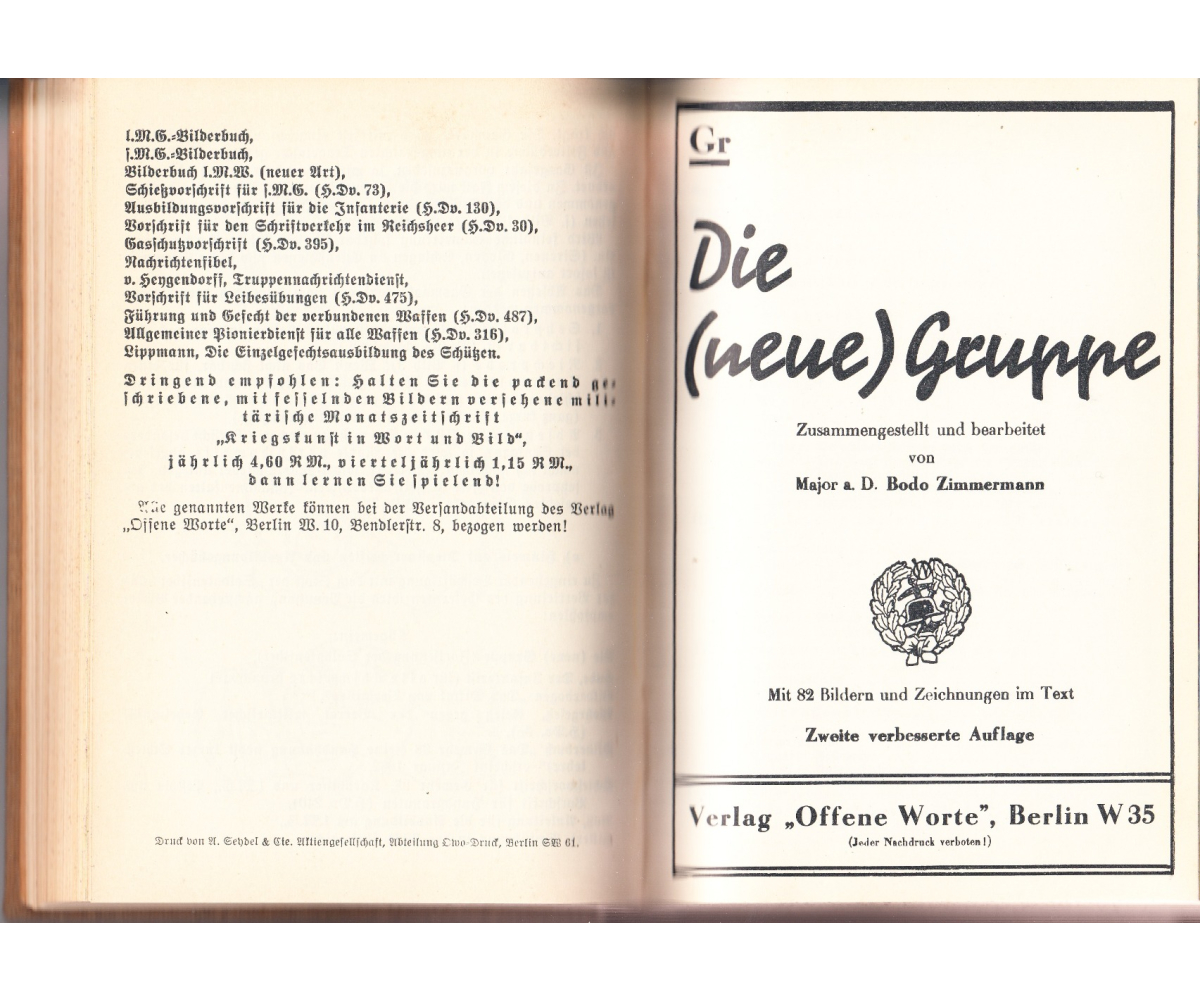 l.M.G.-Bilderbuch,
s.M.G.-Bilderbuch,
Bilderbuch l.M.W. (neuer Art),
Schießvorschrift für s.M.G. (H.Dv. 73),
Ausbildungsvorschrift für die Infanterie (H.Dv. 130),
Vorschrift für den Schriftverkehr im Reichsheer (H.Dv. 30),
Gasschutzvorschrift (H.Dv. 395),
Nachrichtenfibel,
v. Heygendorff, Truppennachrichtendienst,
Vorschrift für Leibesübungen (H.Dv. 475),
Führung und Gefecht der verbundenen Waffen (H.Dv. 487),
Allgemeiner Pionierdienst für alle Waffen (H.Dv. 316),
Lippmann, Die Einzelgefechtsausbildung des Schützen.
Dringend empfohlen: Halten Sie die packend ge-
schriebene, mit fesselnden Bildern versehene mili-
tärische Monatszeitschrift
„Kriegskunst in Wort und Bild“,
jährlich 4,60 RM., vierteljährlich 1,15 RM.,
dann lernen Sie spielend!
Alle genannten Werke können bei der Versandabteilung des Verlag
„Offene Worte“, Berlin W. 10, Bendlerstr. 8, bezogen werden!
Druck von A. Seydel & Cie. Aktiengesellschaft, Abteilung Owo-Druck, Berlin SW 61.
Gr
Die
(neue) Gruppe
Zusammengestellt und bearbeitet
von
Major a. D. Bodo Zimmermann
Mit 82 Bildern und Zeichnungen im Text
Zweite verbesserte Auflage
Verlag „Offene Worte”, Berlin W 35
(Jeder Nachdruck verboten!)